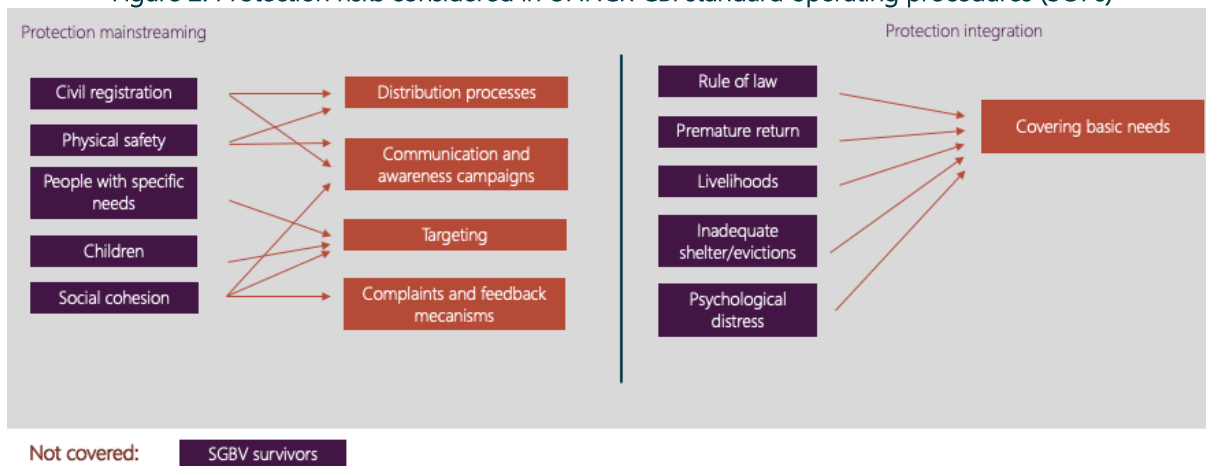 Protection mainstreaming
Protection integration
Civil registration
Physical safety
People with specific
needs
Children
Social cohesion
Distribution processes
Communication and
awareness campaigns
Targeting
Complaints and feedback
mecanisms
Rule of law
Premature return
Livelihoods
Inadequate
shelter/evictions
Psychological
distress
Covering basic needs
Not covered:
SGBV survivors